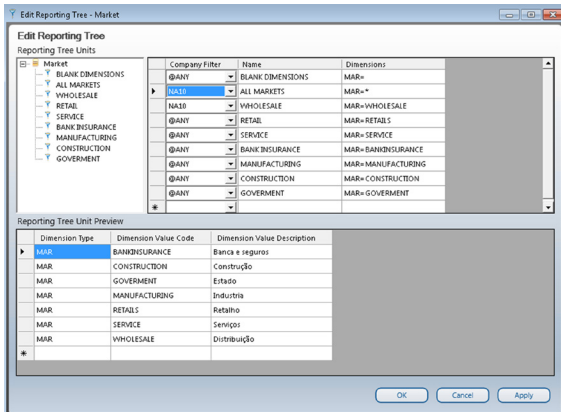 Edit Reporting Tree - Market
Edit Reporting Tree
Reporting Tree Units
Market
BLANK DIMENSIONS
ALL MARKETS
WHOLESALE
RETAIL
SERVICE
BANK INSURANCE
MANUFACTURING
CONSTRUCTION
GOVERMENT
Company Filter Name Dimensions
@ANY BLANK DIMENSIONS MAR=
NA10 ALL MARKETS MAR=*
NA10 WHOLESALE MAR=WHOLESALE
@ANY RETAIL MAR=RETAILS
@ANY SERVICE MAR=SERVICE
@ANY BANK INSURANCE MAR=BANKINSURANCE
@ANY MANUFACTURING MAR=MANUFACTURING
@ANY CONSTRUCTION MAR=CONSTRUCTION
@ANY GOVERMENT MAR=GOVERMENT
Reporting Tree Unit Preview
Dimension Type Dimension Value Code Dimension Value Description
MAR BANKINSURANCE Banca e seguros
MAR CONSTRUCTION Construção
MAR GOVERMENT Estado
MAR MANUFACTURING Industria
MAR RETAILS Retalho
MAR SERVICE Serviços
MAR WHOLESALE Distribuição
OK Cancel Apply